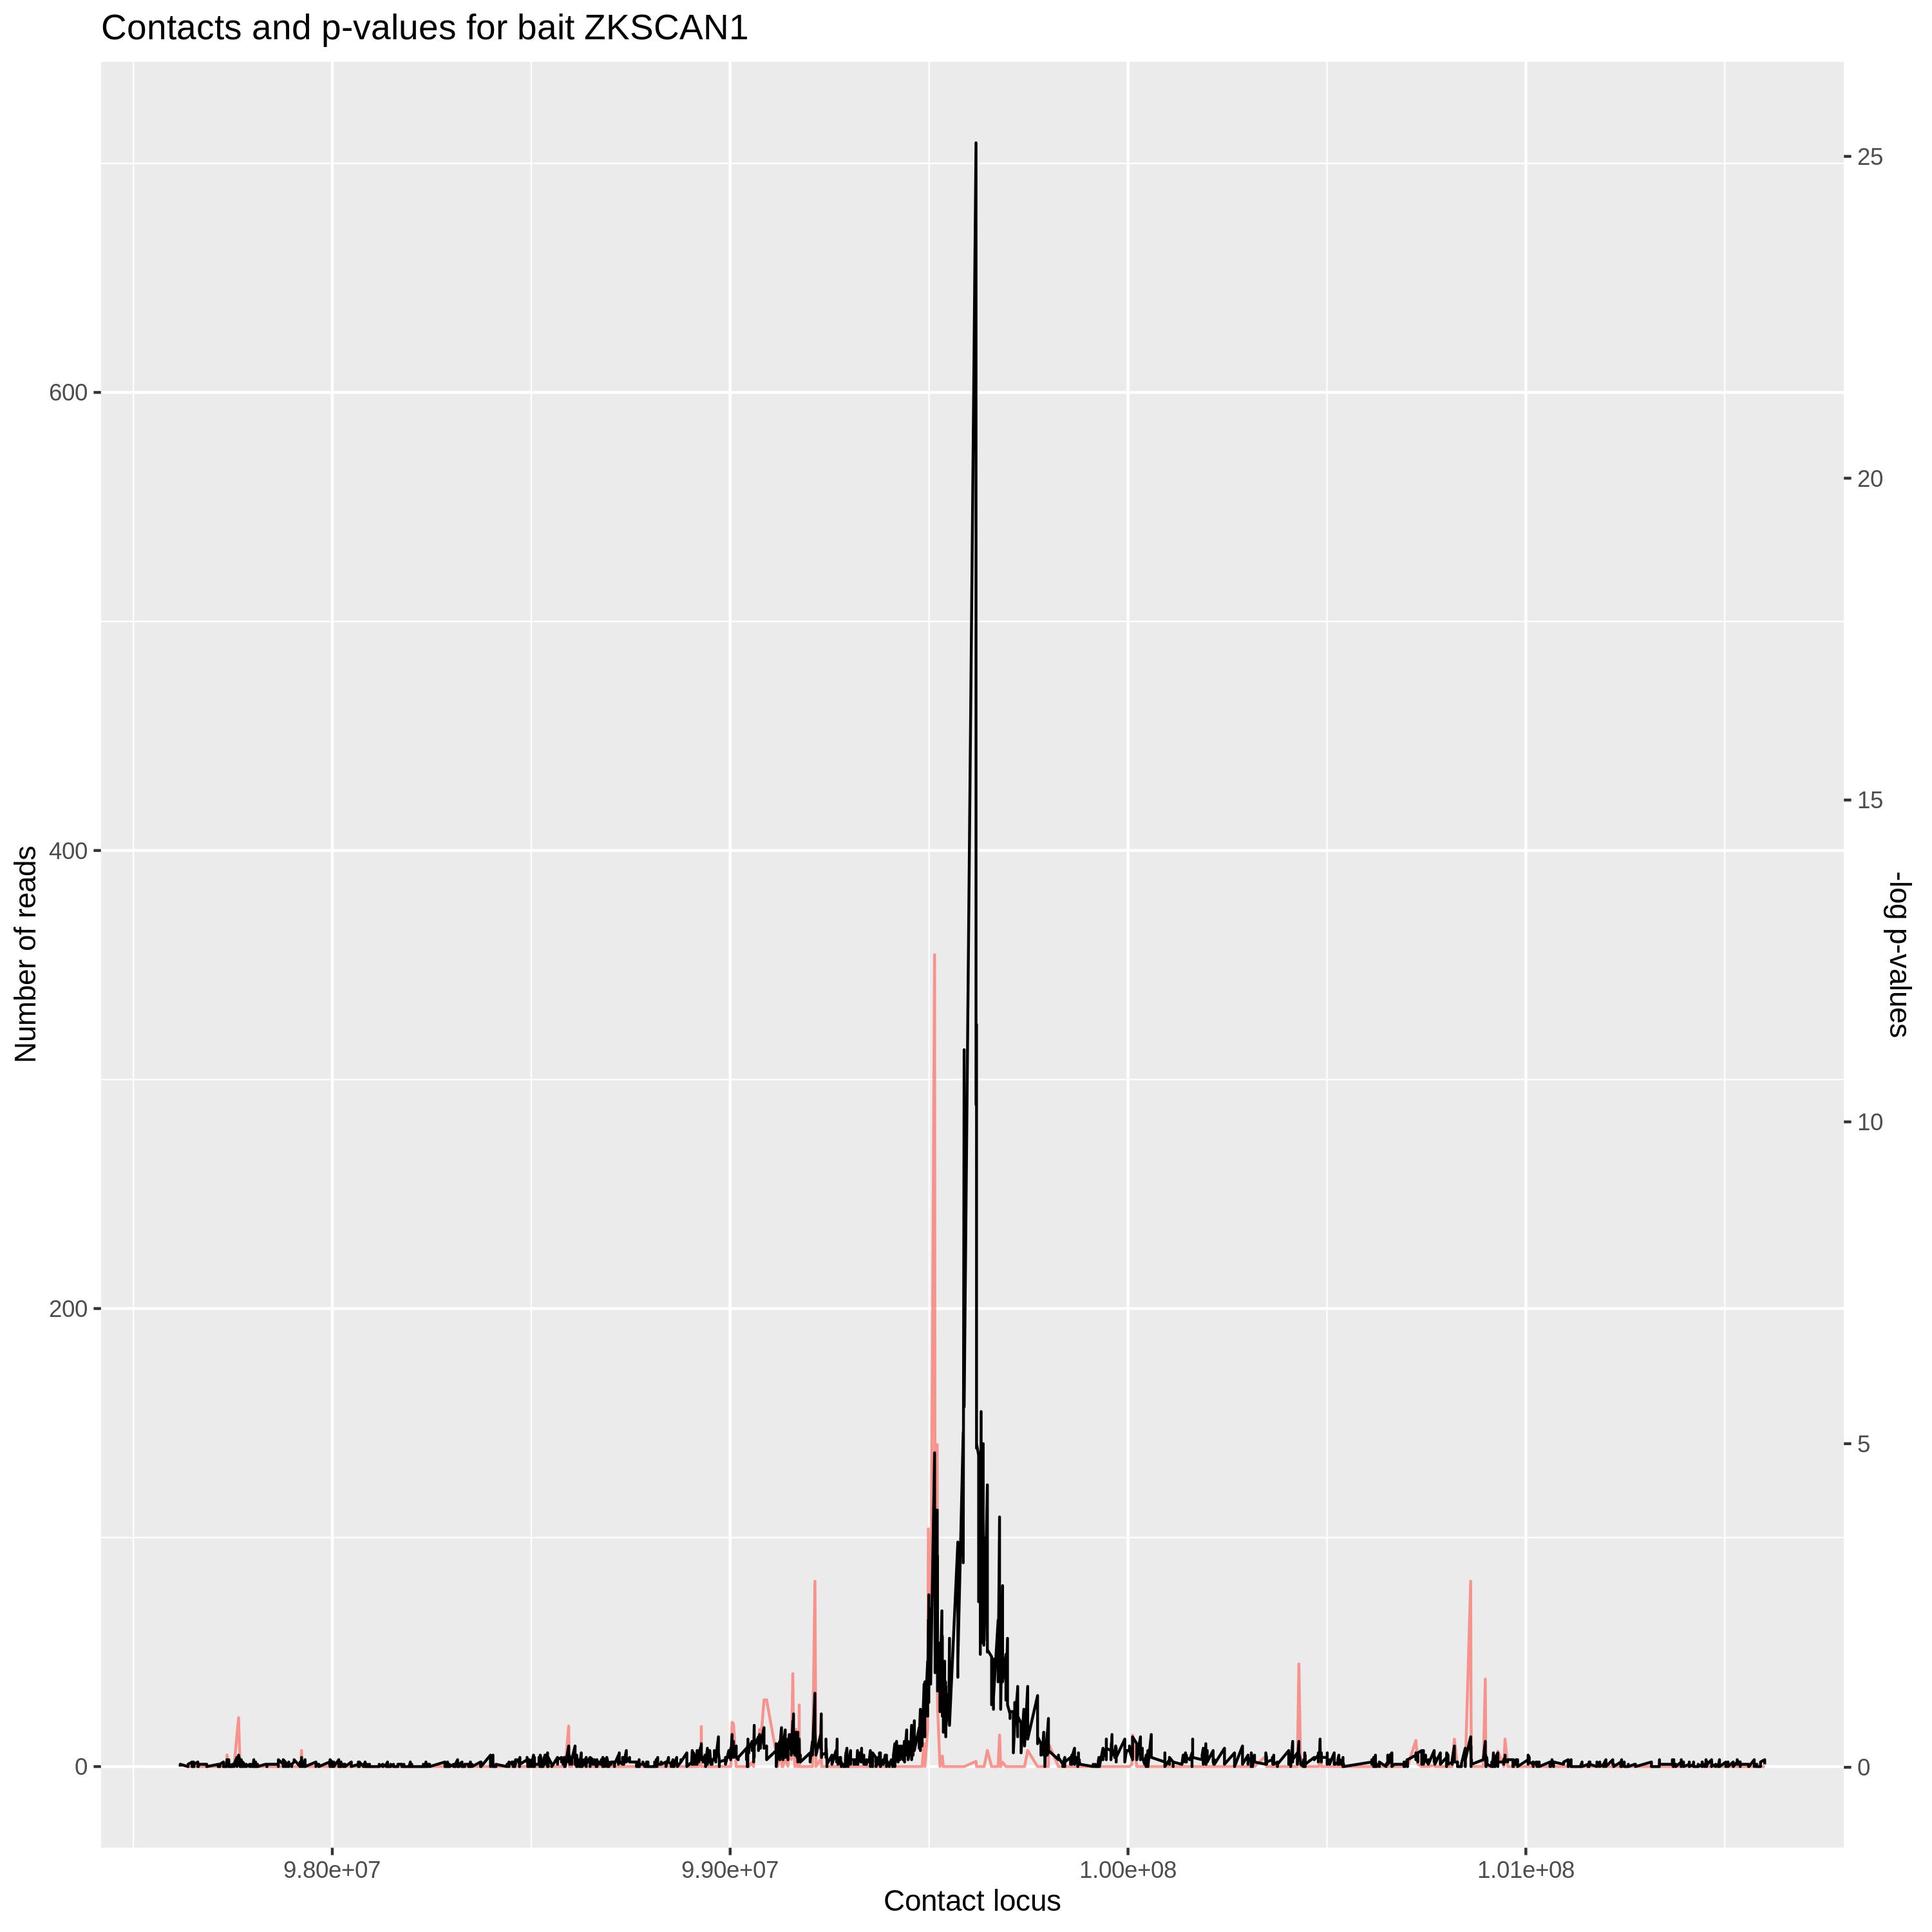 Contacts and p-values for bait ZKSCAN1
Number of reads
600
400
200
0
25
20
15
10
5
0
-log p-values
9.80e+07 9.90e+07 1.00e+08 1.01e+08
Contact locus